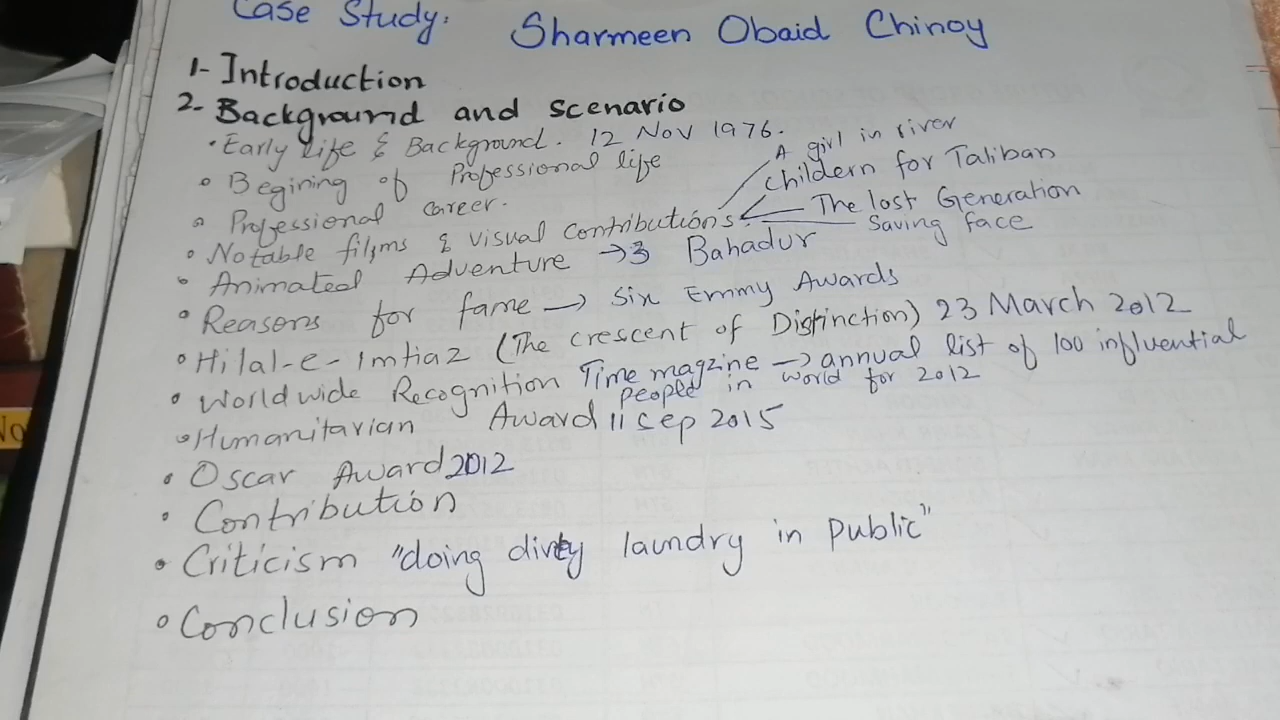 Case Study: Sharmeen Obaid Chinoy
1- Introduction
2- Background and scenario
• Early life & Background. 12 Nov 1976.
• Begining of Professional life
• Professional career.
• Notable films & visual contributions
A girl in river
childern for Taliban
The lost Generation
Saving face
• Animated Adventure → 3 Bahadur
• Reasons for fame → Six Emmy Awards
• Hilal-e-Imtiaz (The crescent of Distinction) 23 March 2012
• Worldwide Recognition Time magzine → annual list of 100 influential
people in world for 2012
• Humanitarian Award 11 Sep 2015
• Oscar Award 2012
• Contribution
• Criticism "doing dirty laundry in public"
• Conclusion
No